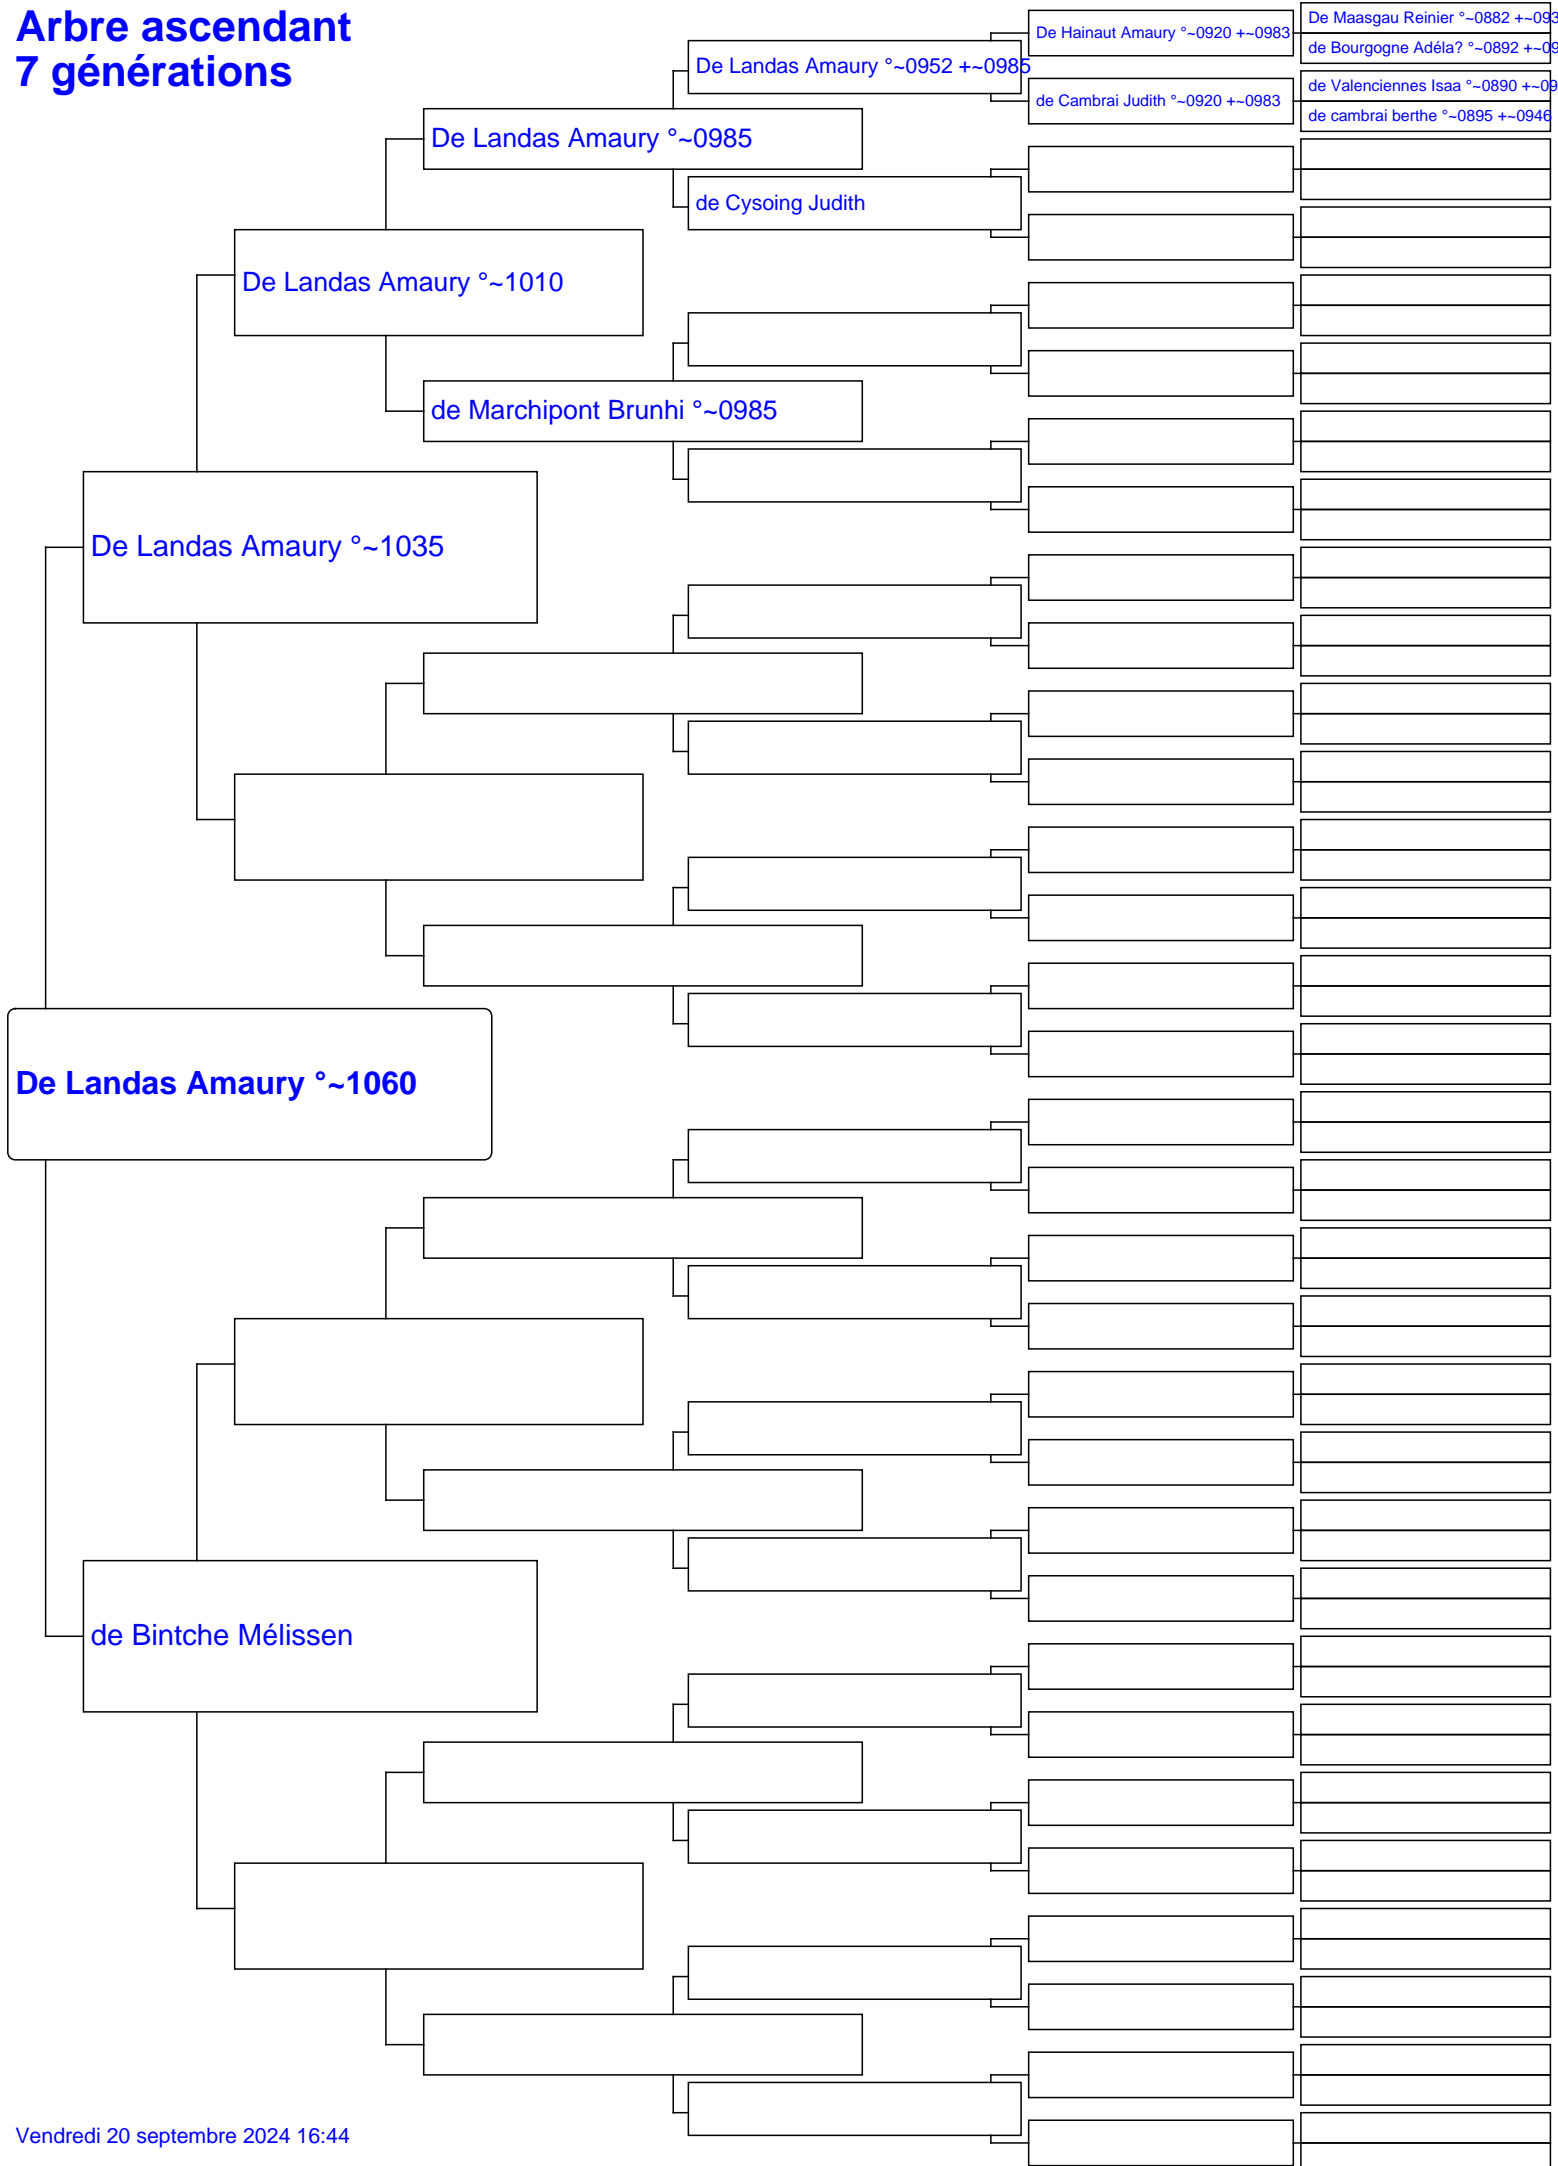 Arbre ascendant
7 générations
De Maasgau Reinier °~0882 +~093
De Hainaut Amaury °~0920 +~0983
de Bourgogne Adéla? °~0892 +~09
De Landas Amaury °~0952 +~0985
de Valenciennes Isaa °~0890 +~09
de Cambrai Judith °~0920 +~0983
de cambrai berthe °~0895 +~0946
De Landas Amaury °~0985
de Cysoing Judith
De Landas Amaury °~1010
de Marchipont Brunhi °~0985
De Landas Amaury °~1035
De Landas Amaury °~1060
de Bintche Mélissen
Vendredi 20 septembre 2024 16:44